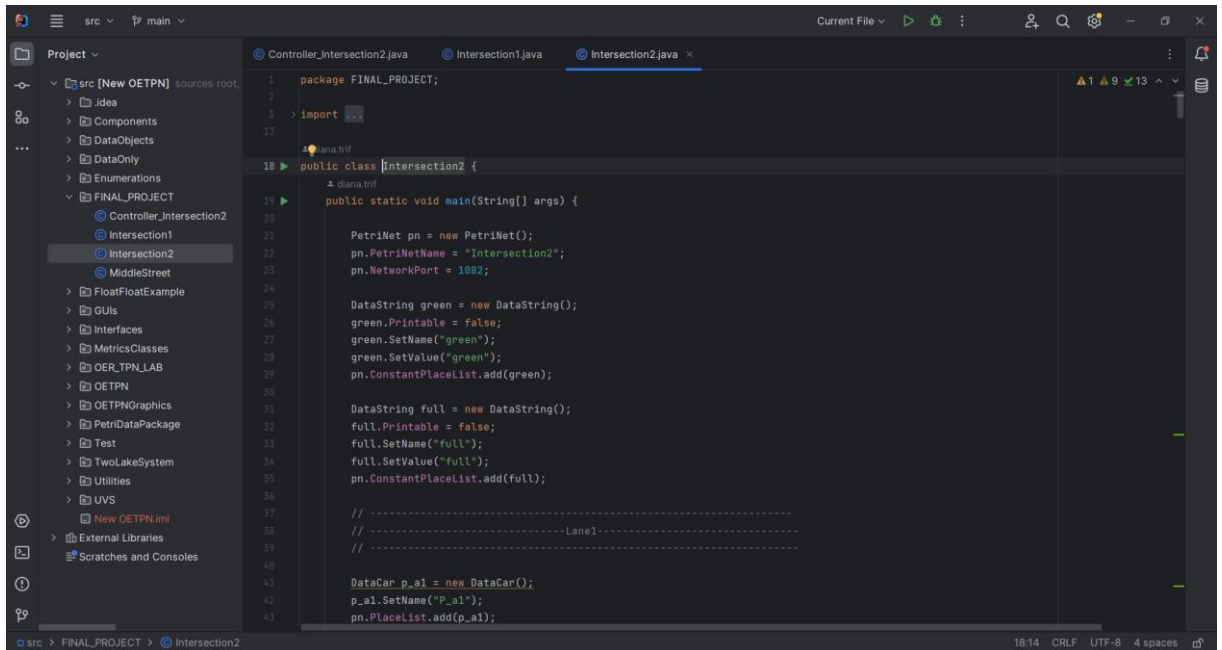 src main Current File
Project
Controller_Intersection2.java Intersection1.java Intersection2.java
src [New OETPN] sources root,
.idea
Components
DataObjects
DataOnly
Enumerations
FINAL_PROJECT
Controller_Intersection2
Intersection1
Intersection2
MiddleStreet
FloatFloatExample
GUIs
Interfaces
MetricsClasses
OER_TPN_LAB
OETPN
OETPNGraphics
PetriDataPackage
Test
TwoLakeSystem
Utilities
UVS
New OETPN.iml
External Libraries
Scratches and Consoles
1 package FINAL_PROJECT;
1 9 13
2
3 import ...
17
iana.trif
18 public class Intersection2 {
diana.trif
19 public static void main(String[] args) {
20
21 PetriNet pn = new PetriNet();
22 pn.PetriNetName = "Intersection2";
23 pn.NetworkPort = 1082;
24
25 DataString green = new DataString();
26 green.Printable = false;
27 green.SetName("green");
28 green.SetValue("green");
29 pn.ConstantPlaceList.add(green);
30
31 DataString full = new DataString();
32 full.Printable = false;
33 full.SetName("full");
34 full.SetValue("full");
35 pn.ConstantPlaceList.add(full);
36
37 // -------------------------------------------------------------------
38 // -------------------------------Lane1--------------------------------
39 // --------------------------------------------------------------------
40
41 DataCar p_a1 = new DataCar();
42 p_a1.SetName("P_a1");
43 pn.PlaceList.add(p_a1);
src > FINAL_PROJECT > Intersection2 18:14 CRLF UTF-8 4 spaces